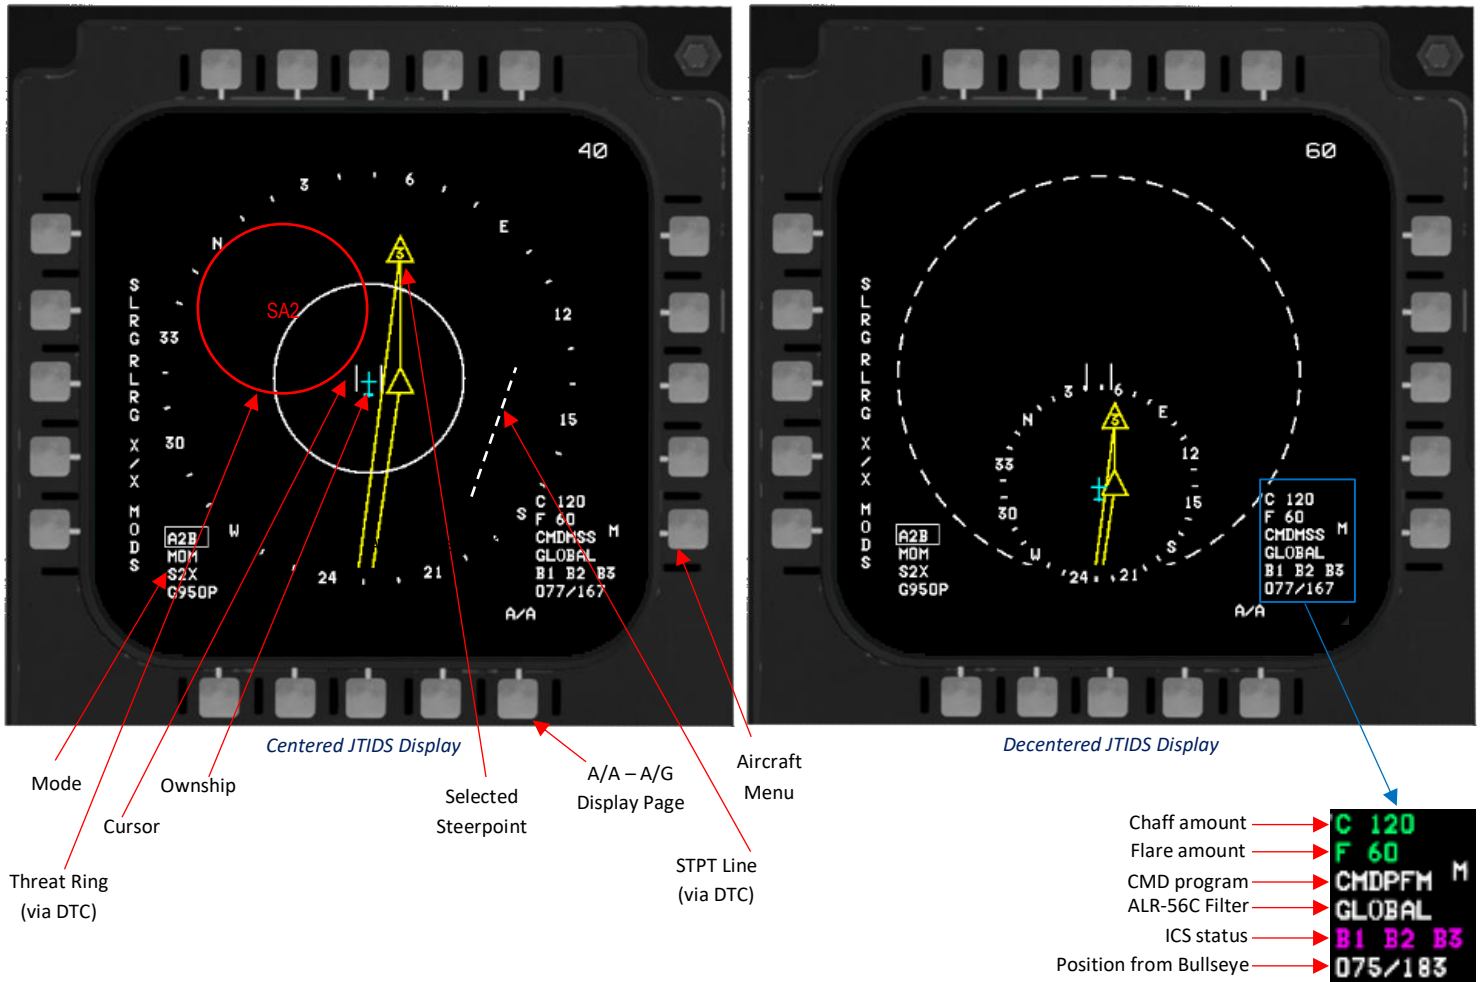 40
3
6
N
E
S
L
R
G
R
L
R
G
X
/
X
M
O
D
S
SA2
3
12
33
15
30
W
S
24
21
A2B
MOM
S2X
G950P
C 120
F 60
CMDMSS M
GLOBAL
B1 B2 B3
077/167
A/A
Centered JTIDS Display
60
S
L
R
G
R
L
R
G
X
/
X
M
O
D
S
3
6
N
E
3
12
33
15
30
W
S
24
21
A2B
MOM
S2X
G950P
C 120
F 60
CMDMSS M
GLOBAL
B1 B2 B3
077/167
A/A
Decentered JTIDS Display
Mode
Ownship
Cursor
Threat Ring
(via DTC)
Selected
Steerpoint
A/A – A/G
Display Page
STPT Line
(via DTC)
Aircraft
Menu
Chaff amount
Flare amount
CMD program
ALR-56C Filter
ICS status
Position from Bullseye
C 120
F 60
CMDPFM M
GLOBAL
B1 B2 B3
075/183